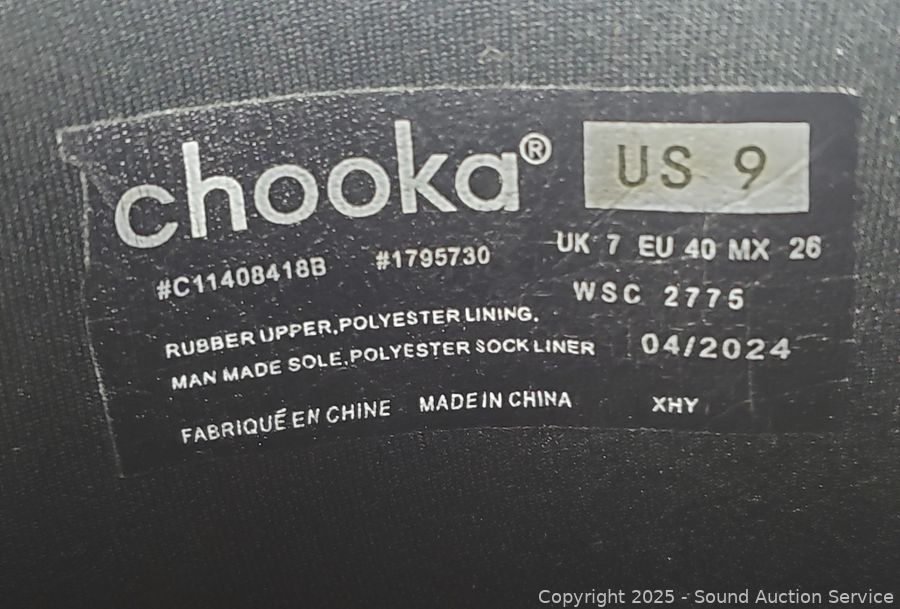 chooka®
US 9
#C11408418B #1795730
UK 7 EU 40 MX 26
WSC 2775
RUBBER UPPER,POLYESTER LINING,
MAN MADE SOLE,POLYESTER SOCK LINER
04/2024
FABRIQUÉ EN CHINE MADE IN CHINA
XHY
Copyright 2025 - Sound Auction Service